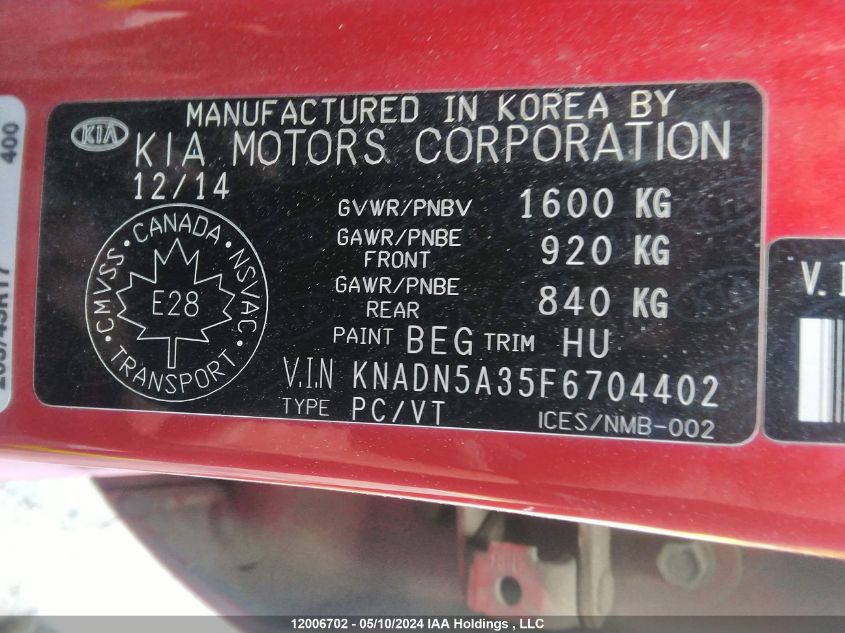 MANUFACTURED IN KOREA BY
KIA
KIA MOTORS CORPORATION
12/14
GVWR/PNBV 1600 KG
GAWR/PNBE FRONT 920 KG
GAWR/PNBE REAR 840 KG
PAINT BEG TRIM HU
V.I.N KNADN5A35F6704402
TYPE PC/VT ICES/NMB-002
CANADA · NSVAC · TRANSPORT · CMVSS ·
E28
400
12006702 - 05/10/2024 IAA Holdings, LLC